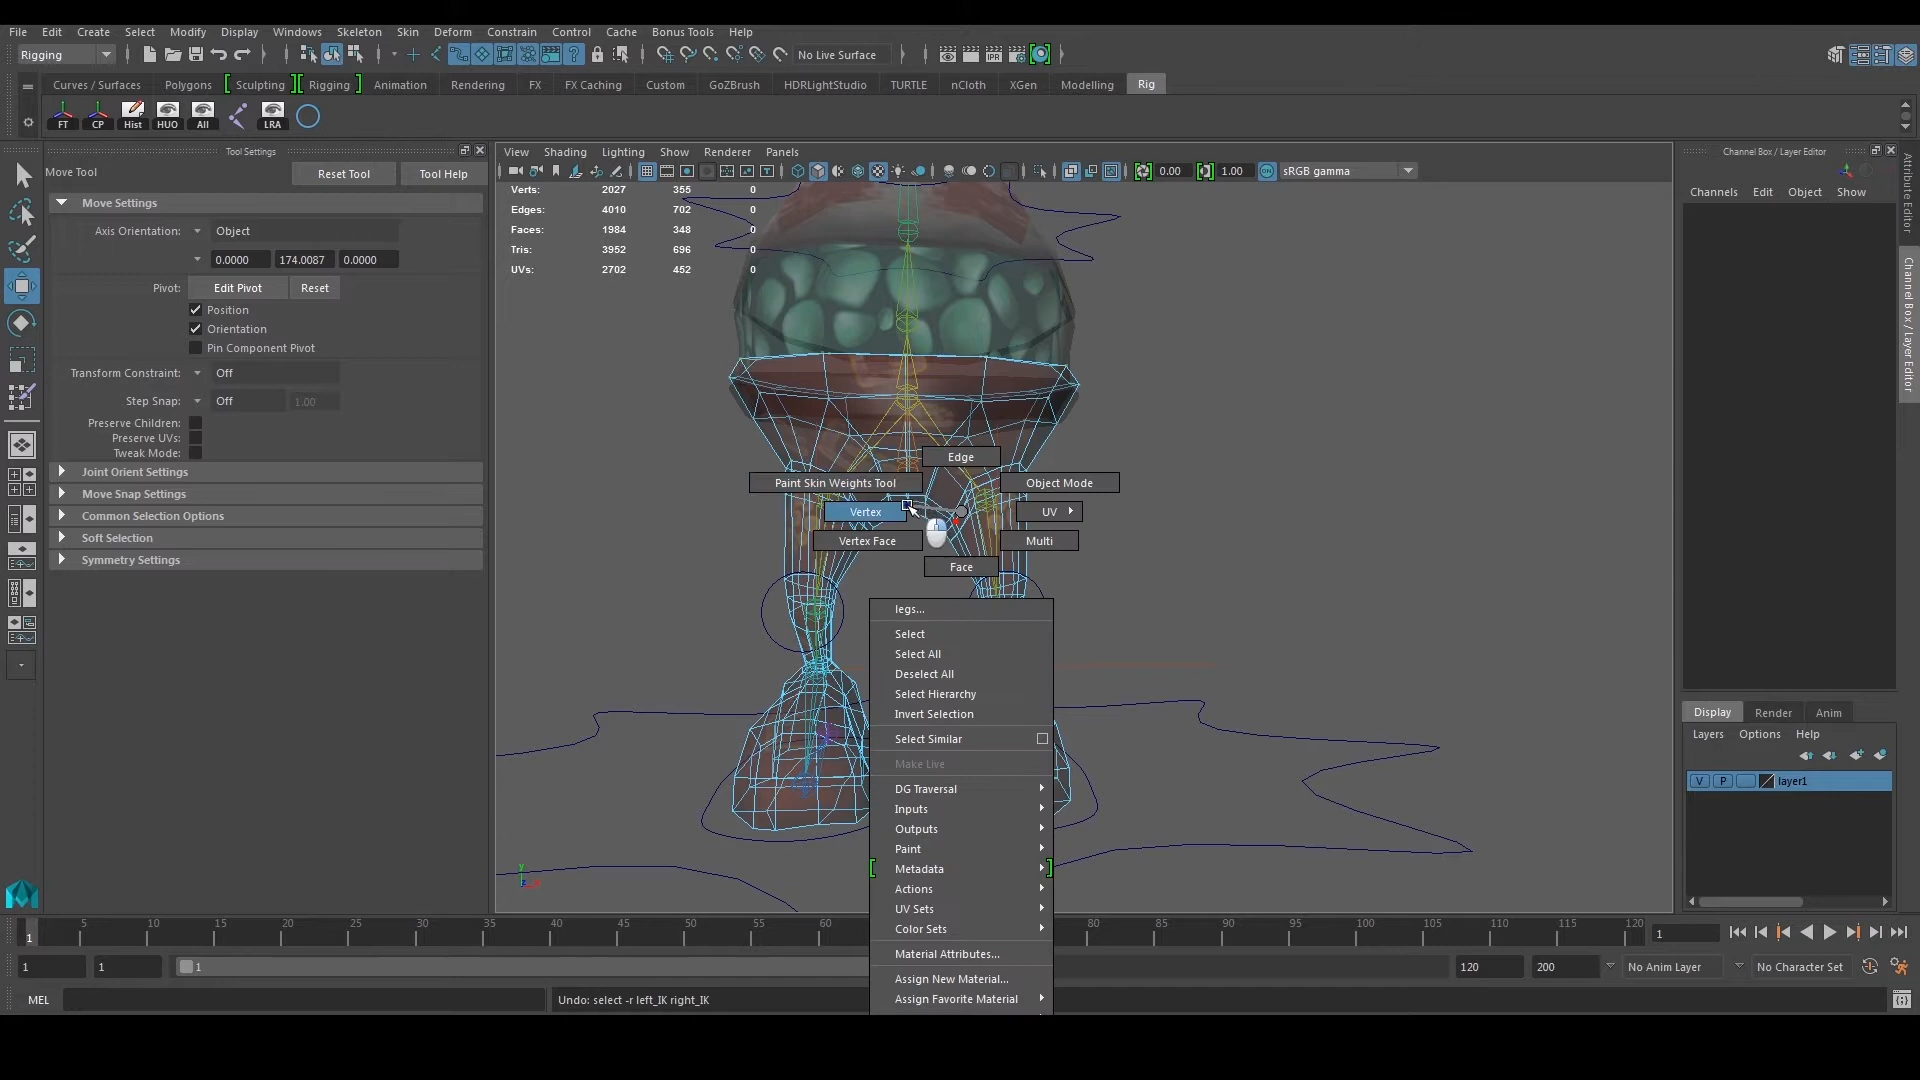 File Edit Create Select Modify Display Windows Skeleton Skin Deform Constrain Control Cache Bonus Tools Help
Rigging No Live Surface
Curves / Surfaces Polygons Sculpting Rigging Animation Rendering FX FX Caching Custom GoZBrush HDRLightStudio TURTLE nCloth XGen Modelling Rig
FT CP Hist HUO All LRA
Tool Settings
Move Tool Reset Tool Tool Help
Move Settings
Axis Orientation: Object
0.0000 174.0087 0.0000
Pivot: Edit Pivot Reset
Position
Orientation
Pin Component Pivot
Transform Constraint: Off
Step Snap: Off 1.00
Preserve Children:
Preserve UVs:
Tweak Mode:
Joint Orient Settings
Move Snap Settings
Common Selection Options
Soft Selection
Symmetry Settings
View Shading Lighting Show Renderer Panels
0.00 1.00 sRGB gamma
Verts: 2027 355 0
Edges: 4010 702 0
Faces: 1984 348 0
Tris: 3952 696 0
UVs: 2702 452 0
Edge
Paint Skin Weights Tool Object Mode
Vertex UV
Vertex Face Multi
Face
legs...
Select
Select All
Deselect All
Select Hierarchy
Invert Selection
Select Similar
Make Live
DG Traversal
Inputs
Outputs
Paint
Metadata
Actions
UV Sets
Color Sets
Material Attributes...
Assign New Material...
Assign Favorite Material
Channel Box / Layer Editor
Channels Edit Object Show
Attribute Editor
Channel Box / Layer Editor
Display Render Anim
Layers Options Help
V P layer1
5 10 15 20 25 30 35 40 45 50 55 60 80 85 90 95 100 105 110 115 120
1 1
1 1 1 120 200 No Anim Layer No Character Set
MEL Undo: select -r left_IK right_IK